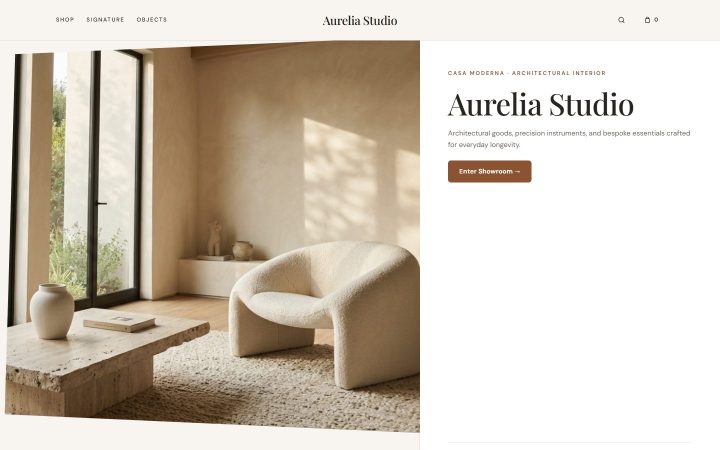 SHOP SIGNATURE OBJECTS
Aurelia Studio
0
CASA MODERNA · ARCHITECTURAL INTERIOR
Aurelia Studio
Architectural goods, precision instruments, and bespoke essentials crafted
for everyday longevity.
Enter Showroom →